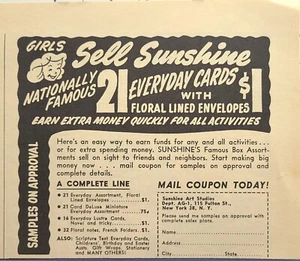 GIRLS
Sell Sunshine
NATIONALLY FAMOUS
21 EVERYDAY CARDS $1
WITH
FLORAL LINED ENVELOPES
EARN EXTRA MONEY QUICKLY FOR ALL ACTIVITIES
SAMPLES ON APPROVAL
Here's an easy way to earn funds for any and all activities...
or for extra spending money. SUNSHINE'S Famous Box Assort-
ments sell on sight to friends and neighbors. Start making big
money now . . . mail coupon for samples on approval and
complete details.
A COMPLETE LINE
• 21 Everyday Assortment, Floral
Lined Envelopes $1.
• 21 Card DeLuxe Miniature
Everyday Assortment 75¢
• 16 Everyday Lustre Cards,
Novel and tricky $1.
• 32 Floral notes, French Folders. $1.
ALSO: Scripture Text Everyday Cards,
Children's, Birthday and Easter
Assts. Gift Wraps, Stationery
and MANY OTHERS!
MAIL COUPON TODAY!
Sunshine Art Studios
Dept. AG-1, 115 Fulton St.,
New York 38, N. Y.
Please send me samples on approval with
complete sales plans.
Name
Address
City State